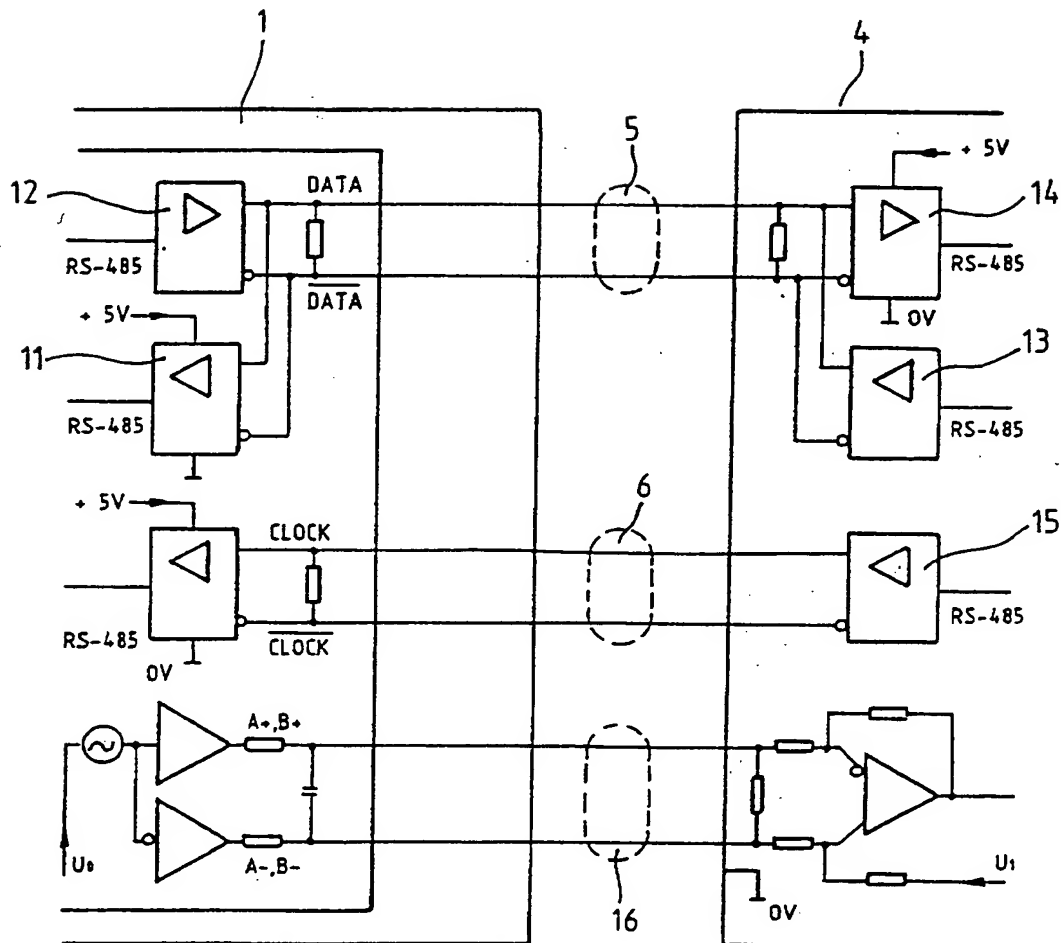 1
4
5
+ 5V
12
DATA
14
RS-485
DATA
RS-485
+ 5V
0V
11
13
RS-485
RS-485
6
+ 5V
CLOCK
15
RS-485
CLOCK
RS-485
0V
A+,B+
U0
A-,B-
16
0V
U1